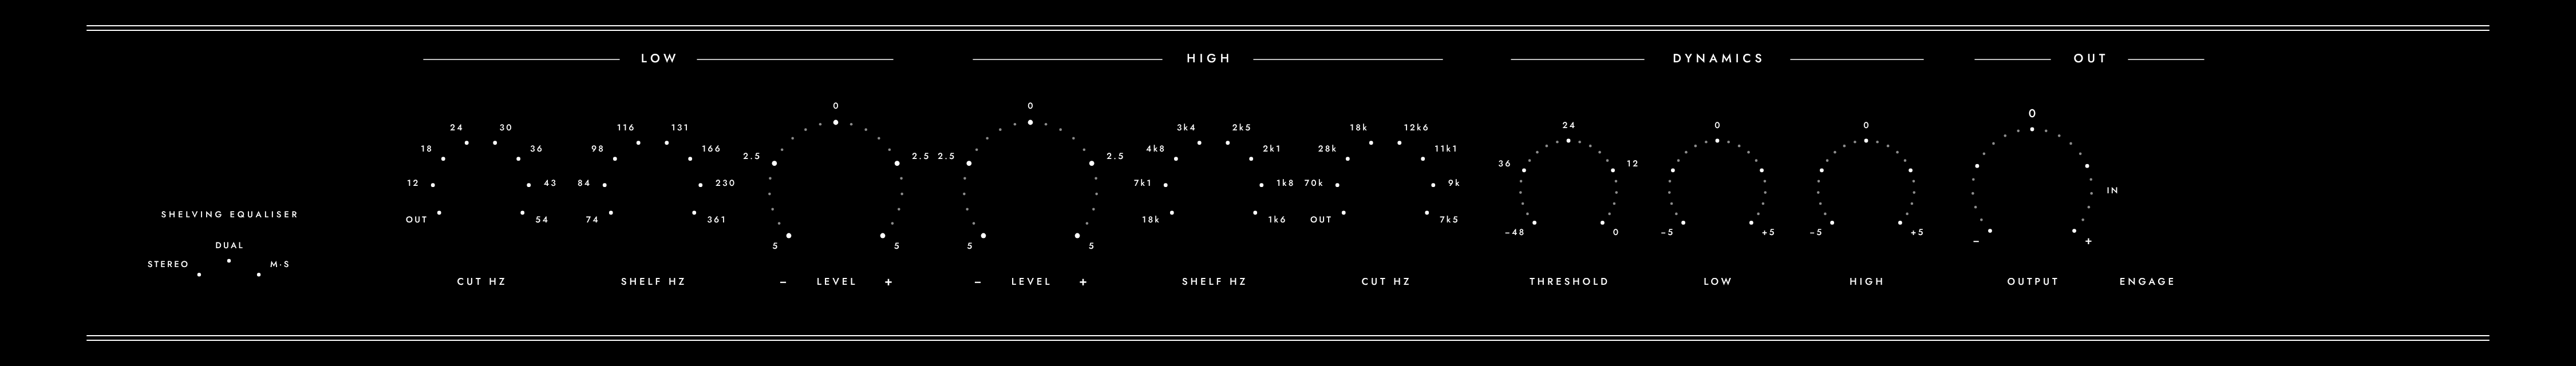 LOW HIGH DYNAMICS OUT
0 0 0
24 30 116 131 3k4 2k5 18k 12k6 24 0 0
18 36 98 166 2.5 2.5 2.5 2.5 4k8 2k1 28k 11k1 36 12
12 43 84 230 7k1 1k8 70k 9k IN
OUT 54 74 361 18k 1k6 OUT 7k5
SHELVING EQUALISER
−48 0 −5 +5 −5 +5
DUAL 5 5 5 5 − +
STEREO M·S
CUT HZ SHELF HZ − LEVEL + − LEVEL + SHELF HZ CUT HZ THRESHOLD LOW HIGH OUTPUT ENGAGE